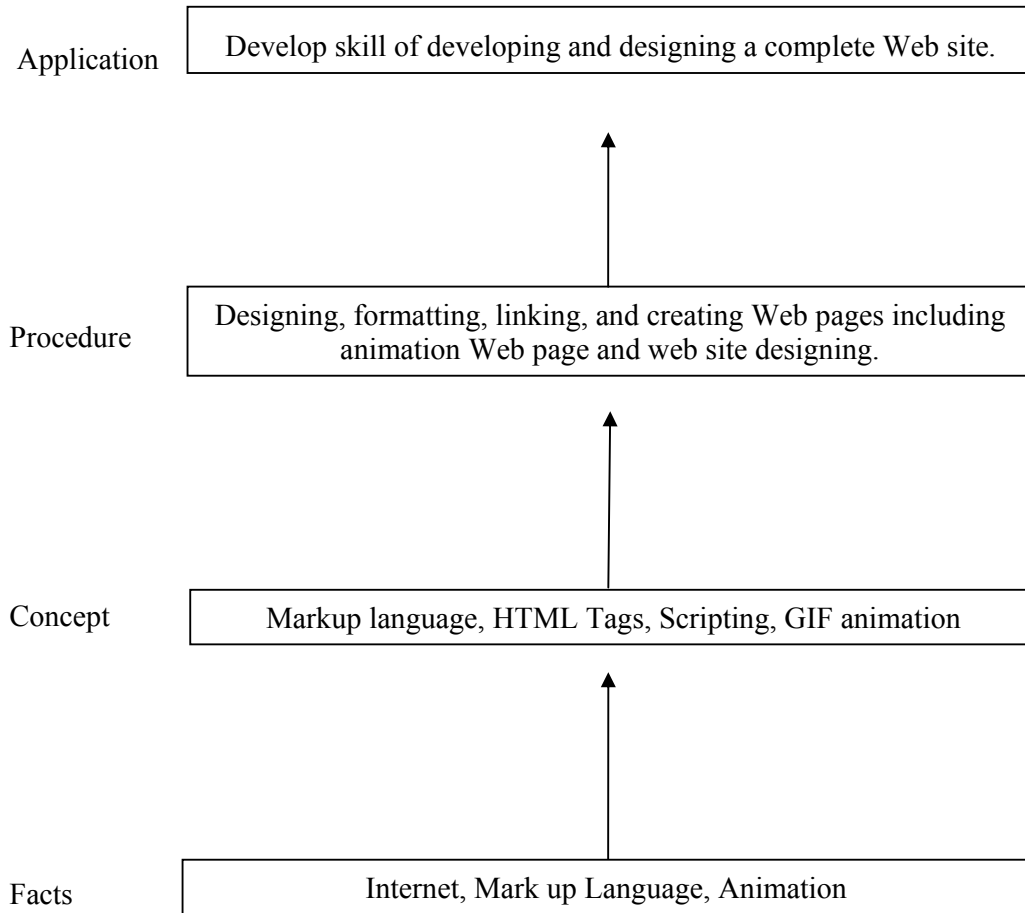 Application
Develop skill of developing and designing a complete Web site.
Procedure
Designing, formatting, linking, and creating Web pages including
animation Web page and web site designing.
Concept
Markup language, HTML Tags, Scripting, GIF animation
Facts
Internet, Mark up Language, Animation